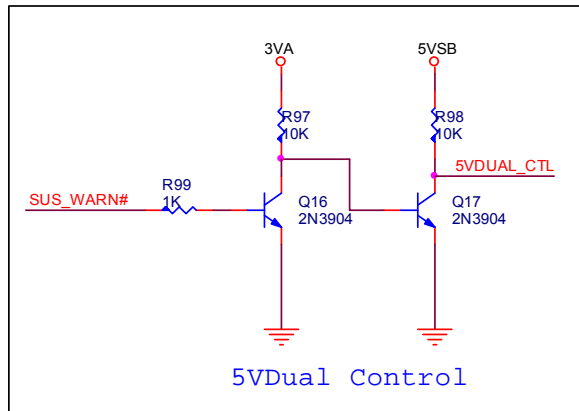 3VA
5VSB
R97
10K
R98
10K
5VDUAL_CTL
R99
1K
SUS_WARN#
Q16
2N3904
Q17
2N3904
5VDual Control